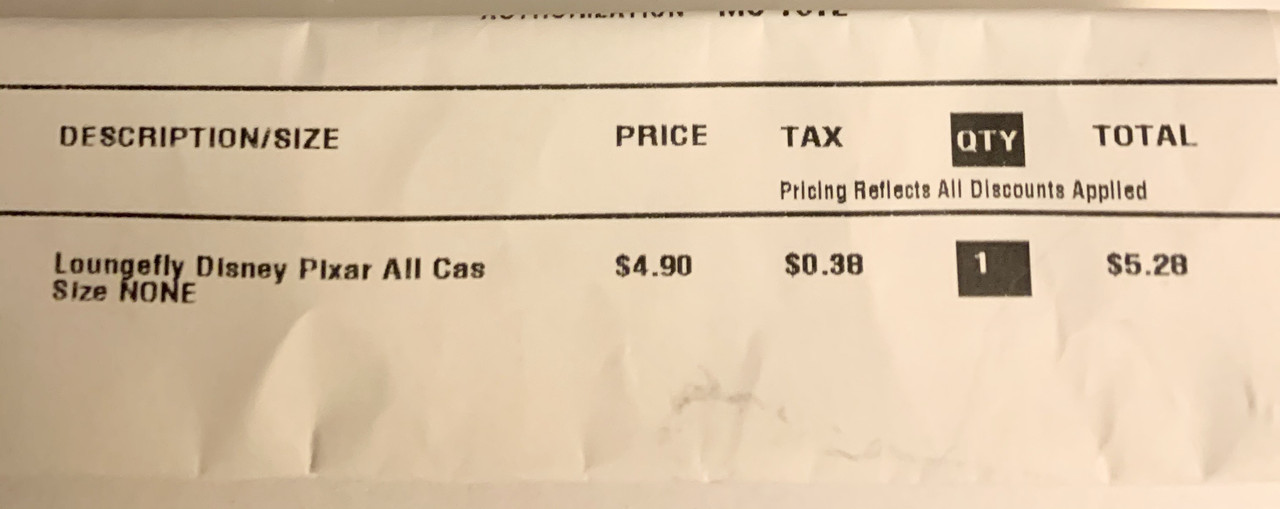 DESCRIPTION/SIZE PRICE TAX QTY TOTAL
Pricing Reflects All Discounts Applied
Loungefly Disney Pixar All Cas $4.90 $0.38 1 $5.28
Size NONE